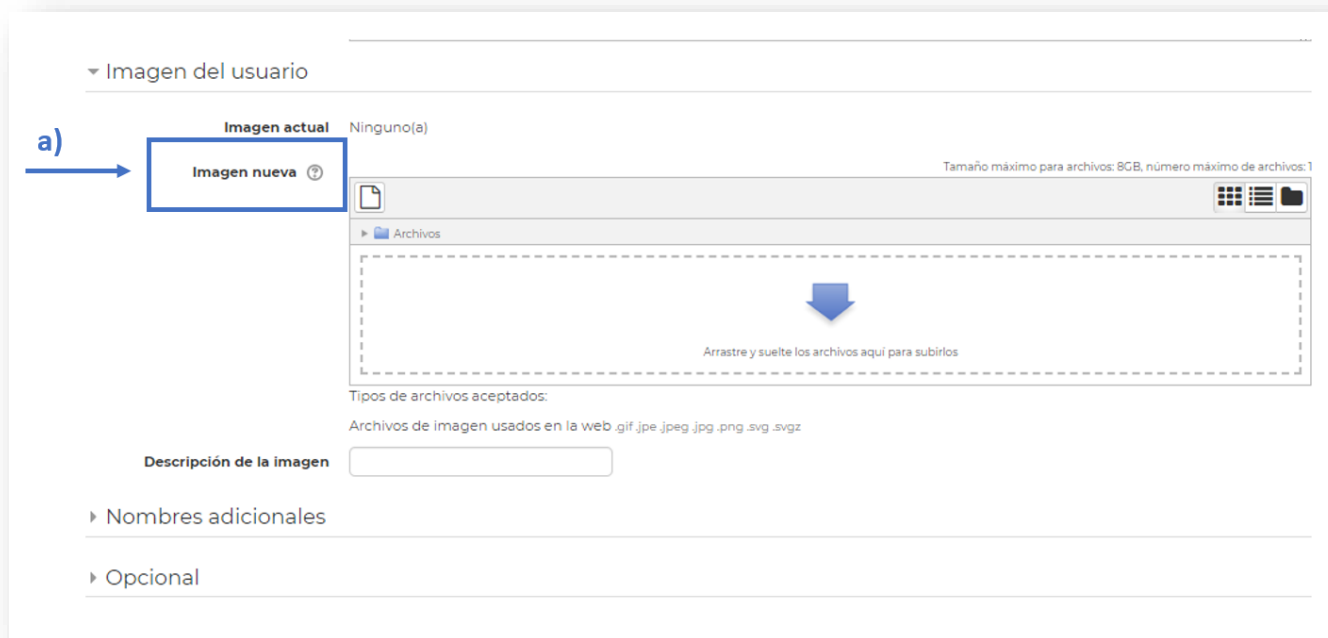 Imagen del usuario
Imagen actual Ninguno(a)
a)
Imagen nueva
Tamaño máximo para archivos: 8GB, número máximo de archivos: 1
Archivos
Arrastre y suelte los archivos aquí para subirlos
Tipos de archivos aceptados:
Archivos de imagen usados en la web .gif .jpe .jpeg .jpg .png .svg .svgz
Descripción de la imagen
Nombres adicionales
Opcional